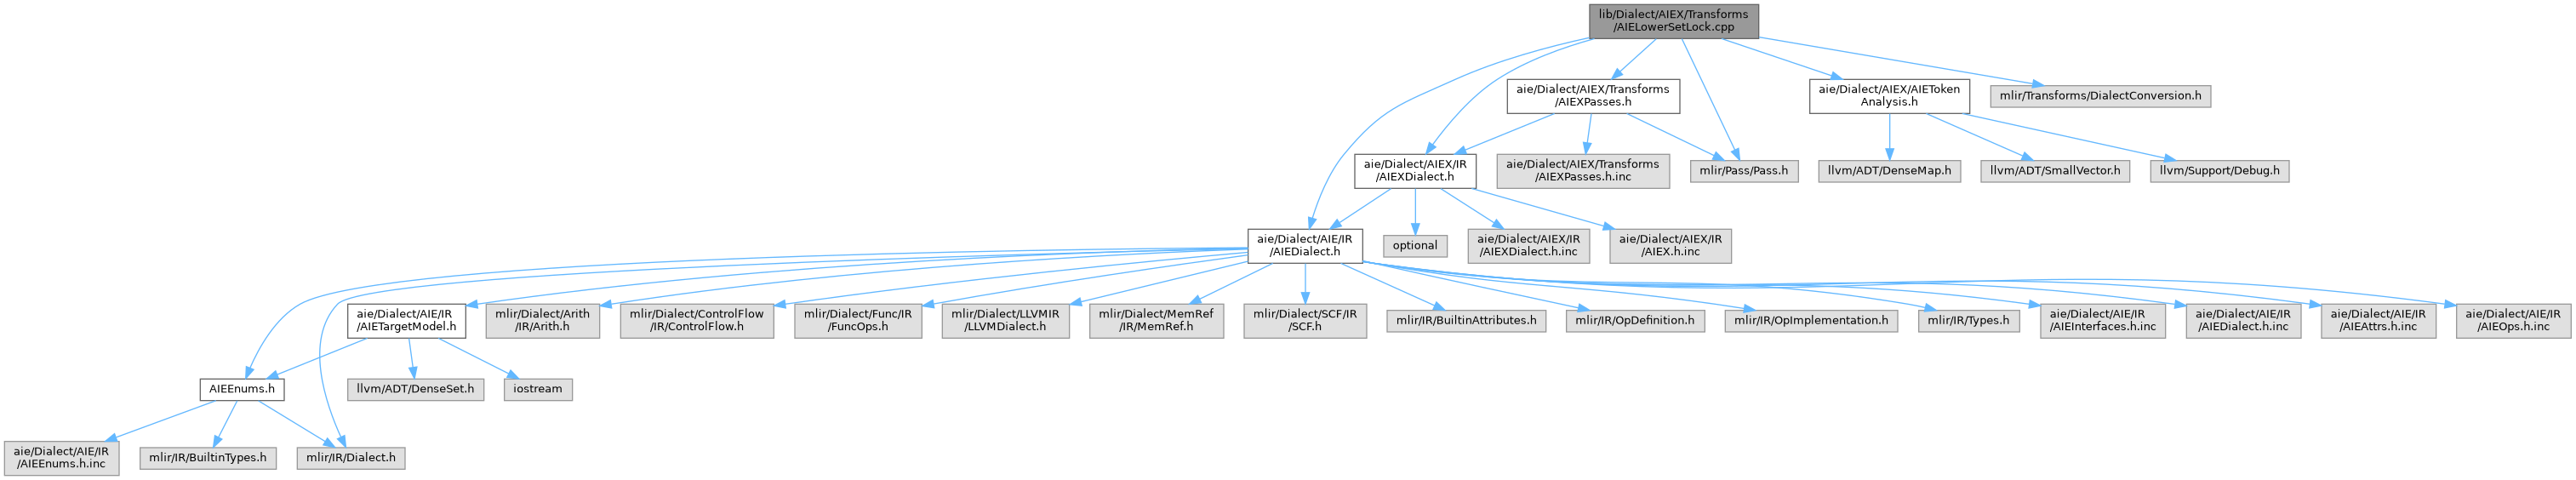 lib/Dialect/AIEX/Transforms
/AIELowerSetLock.cpp
aie/Dialect/AIEX/Transforms
/AIEXPasses.h
aie/Dialect/AIEX/AIEToken
Analysis.h
mlir/Transforms/DialectConversion.h
aie/Dialect/AIEX/IR
/AIEXDialect.h
aie/Dialect/AIEX/Transforms
/AIEXPasses.h.inc
mlir/Pass/Pass.h
llvm/ADT/DenseMap.h
llvm/ADT/SmallVector.h
llvm/Support/Debug.h
aie/Dialect/AIE/IR
/AIEDialect.h
optional
aie/Dialect/AIEX/IR
/AIEXDialect.h.inc
aie/Dialect/AIEX/IR
/AIEX.h.inc
aie/Dialect/AIE/IR
/AIETargetModel.h
mlir/Dialect/Arith
/IR/Arith.h
mlir/Dialect/ControlFlow
/IR/ControlFlow.h
mlir/Dialect/Func/IR
/FuncOps.h
mlir/Dialect/LLVMIR
/LLVMDialect.h
mlir/Dialect/MemRef
/IR/MemRef.h
mlir/Dialect/SCF/IR
/SCF.h
mlir/IR/BuiltinAttributes.h
mlir/IR/OpDefinition.h
mlir/IR/OpImplementation.h
mlir/IR/Types.h
aie/Dialect/AIE/IR
/AIEInterfaces.h.inc
aie/Dialect/AIE/IR
/AIEDialect.h.inc
aie/Dialect/AIE/IR
/AIEAttrs.h.inc
aie/Dialect/AIE/IR
/AIEOps.h.inc
AIEEnums.h
llvm/ADT/DenseSet.h
iostream
aie/Dialect/AIE/IR
/AIEEnums.h.inc
mlir/IR/BuiltinTypes.h
mlir/IR/Dialect.h